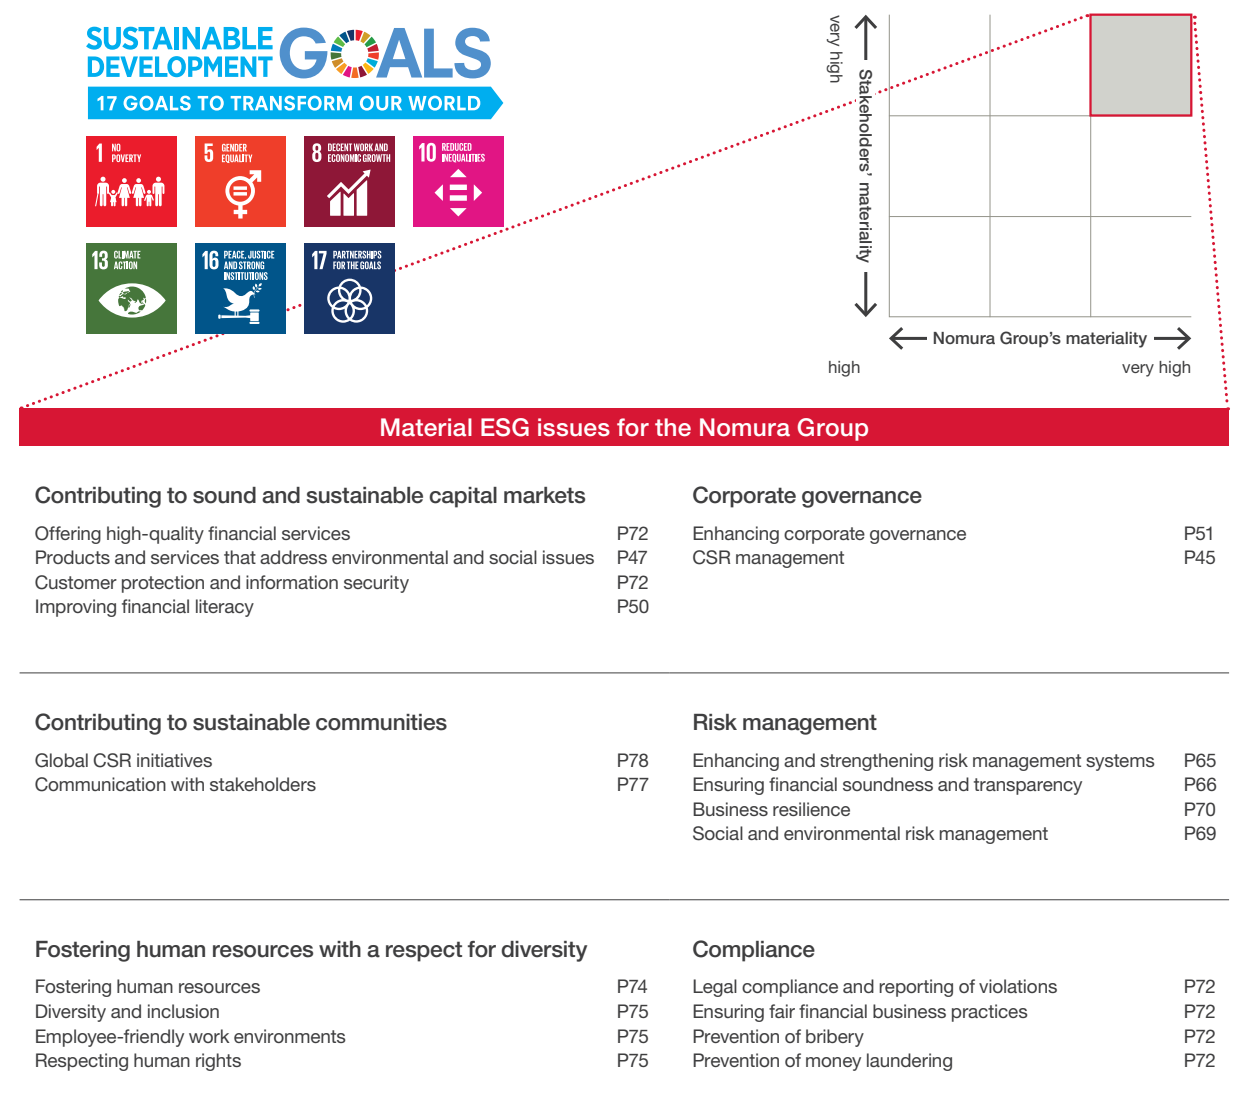 SUSTAINABLE
DEVELOPMENT GOALS
17 GOALS TO TRANSFORM OUR WORLD
1 NO
POVERTY
5 GENDER
EQUALITY
8 DECENT WORK AND
ECONOMIC GROWTH
10 REDUCED
INEQUALITIES
13 CLIMATE
ACTION
16 PEACE, JUSTICE
AND STRONG
INSTITUTIONS
17 PARTNERSHIPS
FOR THE GOALS
very high
Stakeholders' materiality
Nomura Group's materiality
high
very high
Material ESG issues for the Nomura Group
Contributing to sound and sustainable capital markets
Offering high-quality financial services P72
Products and services that address environmental and social issues P47
Customer protection and information security P72
Improving financial literacy P50
Corporate governance
Enhancing corporate governance P51
CSR management P45
Contributing to sustainable communities
Global CSR initiatives P78
Communication with stakeholders P77
Risk management
Enhancing and strengthening risk management systems P65
Ensuring financial soundness and transparency P66
Business resilience P70
Social and environmental risk management P69
Fostering human resources with a respect for diversity
Fostering human resources P74
Diversity and inclusion P75
Employee-friendly work environments P75
Respecting human rights P75
Compliance
Legal compliance and reporting of violations P72
Ensuring fair financial business practices P72
Prevention of bribery P72
Prevention of money laundering P72